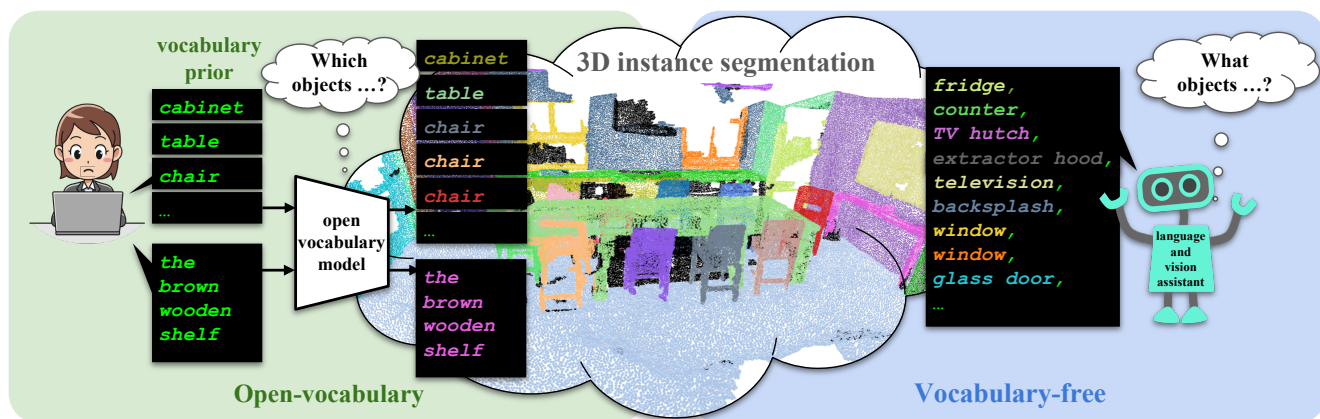 vocabulary
prior
cabinet
table
chair
…
the
brown
wooden
shelf
Which
objects …?
open
vocabulary
model
cabinet
table
chair
chair
chair
…
the
brown
wooden
shelf
3D instance segmentation
fridge,
counter,
TV hutch,
extractor hood,
television,
backsplash,
window,
window,
glass door,
…
What
objects …?
language
and
vision
assistant
Open-vocabulary
Vocabulary-free